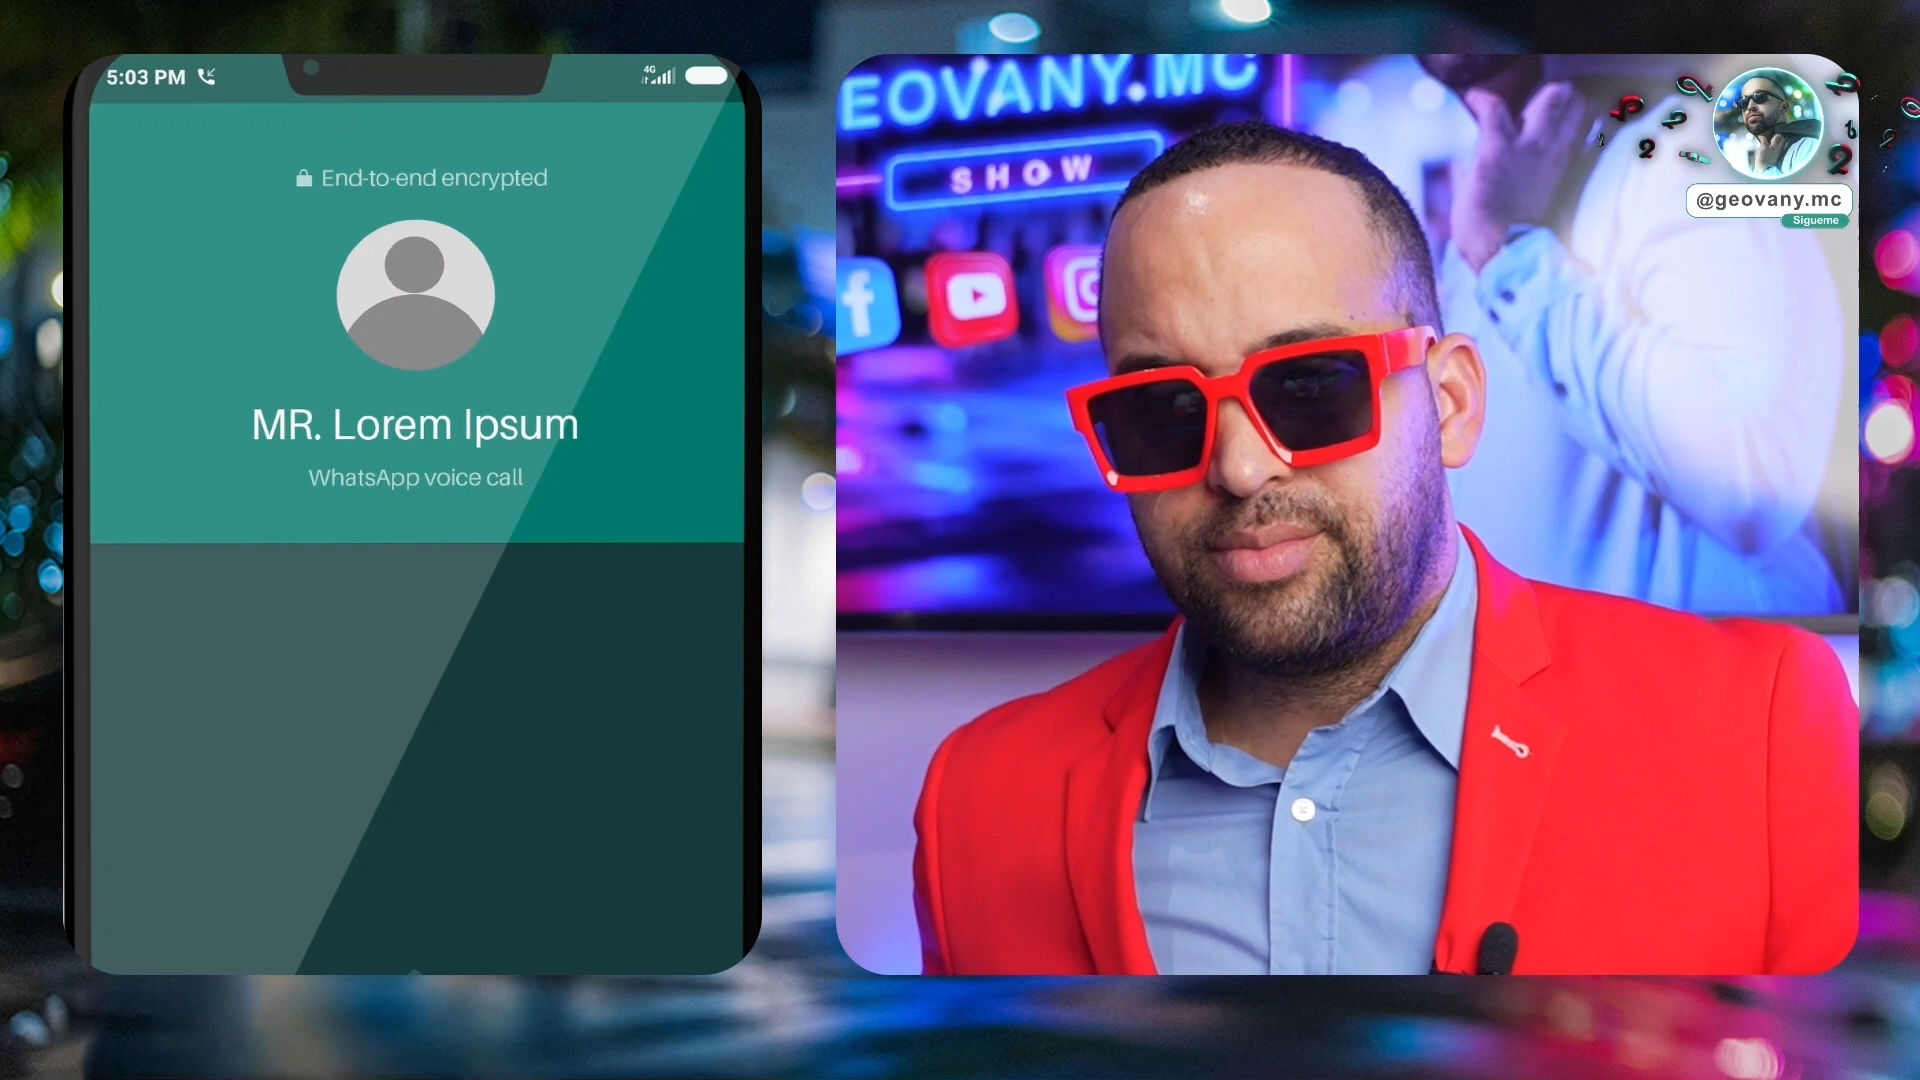 5:03 PM
4G
End-to-end encrypted
MR. Lorem Ipsum
WhatsApp voice call
EOVANY.MC
SHOW
@geovany.mc
Sigueme